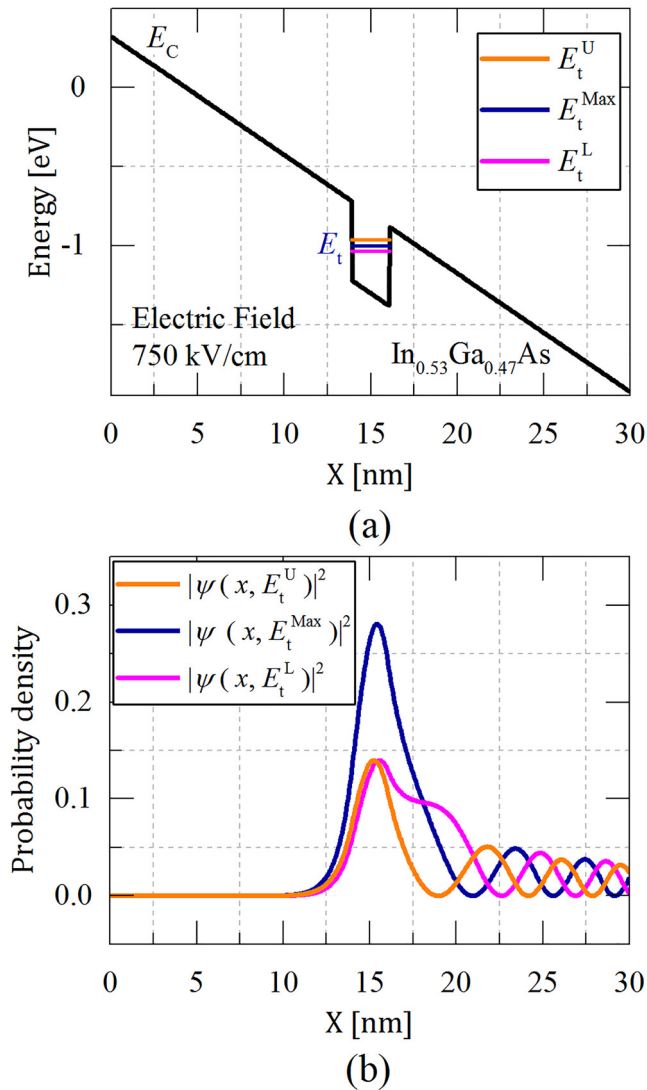 E_C
E_t^U
E_t^Max
E_t^L
E_t
Electric Field
750 kV/cm
In_0.53Ga_0.47As
Energy [eV]
0
-1
0 5 10 15 20 25 30
X [nm]
(a)
|ψ( x, E_t^U )|^2
|ψ ( x, E_t^Max )|^2
|ψ( x, E_t^L )|^2
Probability density
0.3
0.2
0.1
0.0
0 5 10 15 20 25 30
X [nm]
(b)